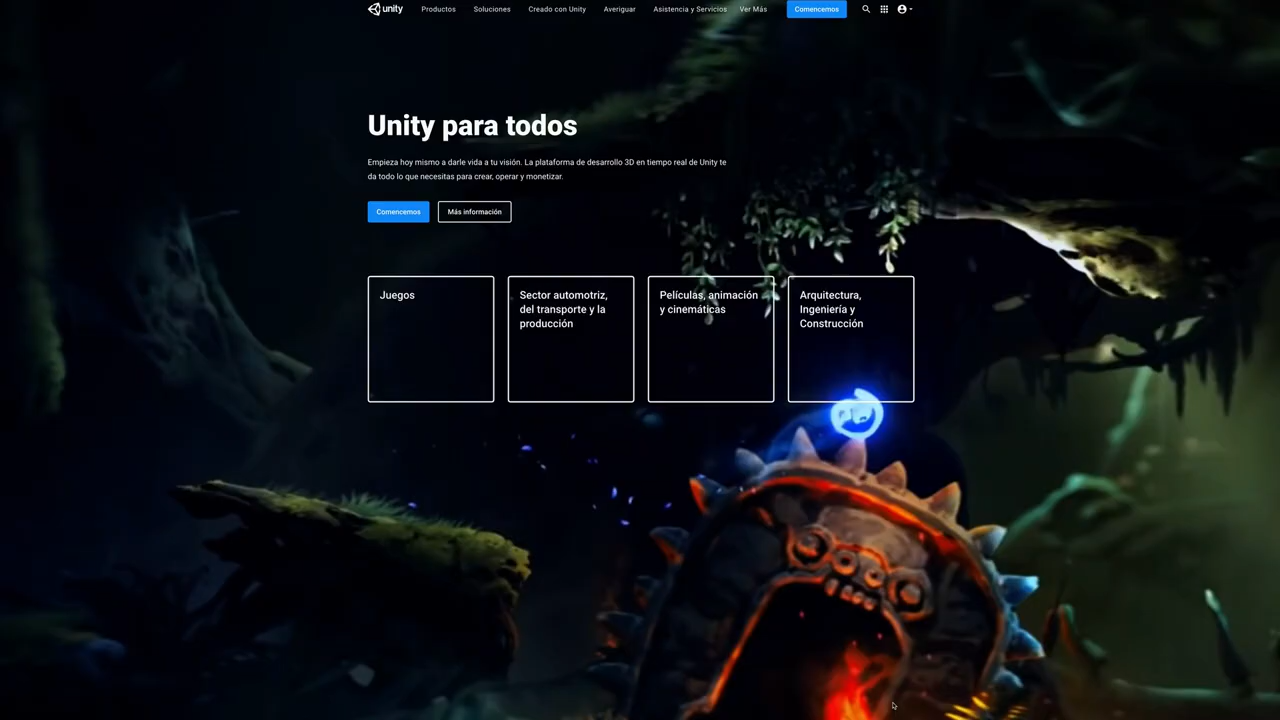 unity Productos Soluciones Creado con Unity Averiguar Asistencia y Servicios Ver Más Comencemos
Unity para todos
Empieza hoy mismo a darle vida a tu visión. La plataforma de desarrollo 3D en tiempo real de Unity te
da todo lo que necesitas para crear, operar y monetizar.
Comencemos Más información
Juegos
Sector automotriz,
del transporte y la
producción
Películas, animación
y cinemáticas
Arquitectura,
Ingeniería y
Construcción